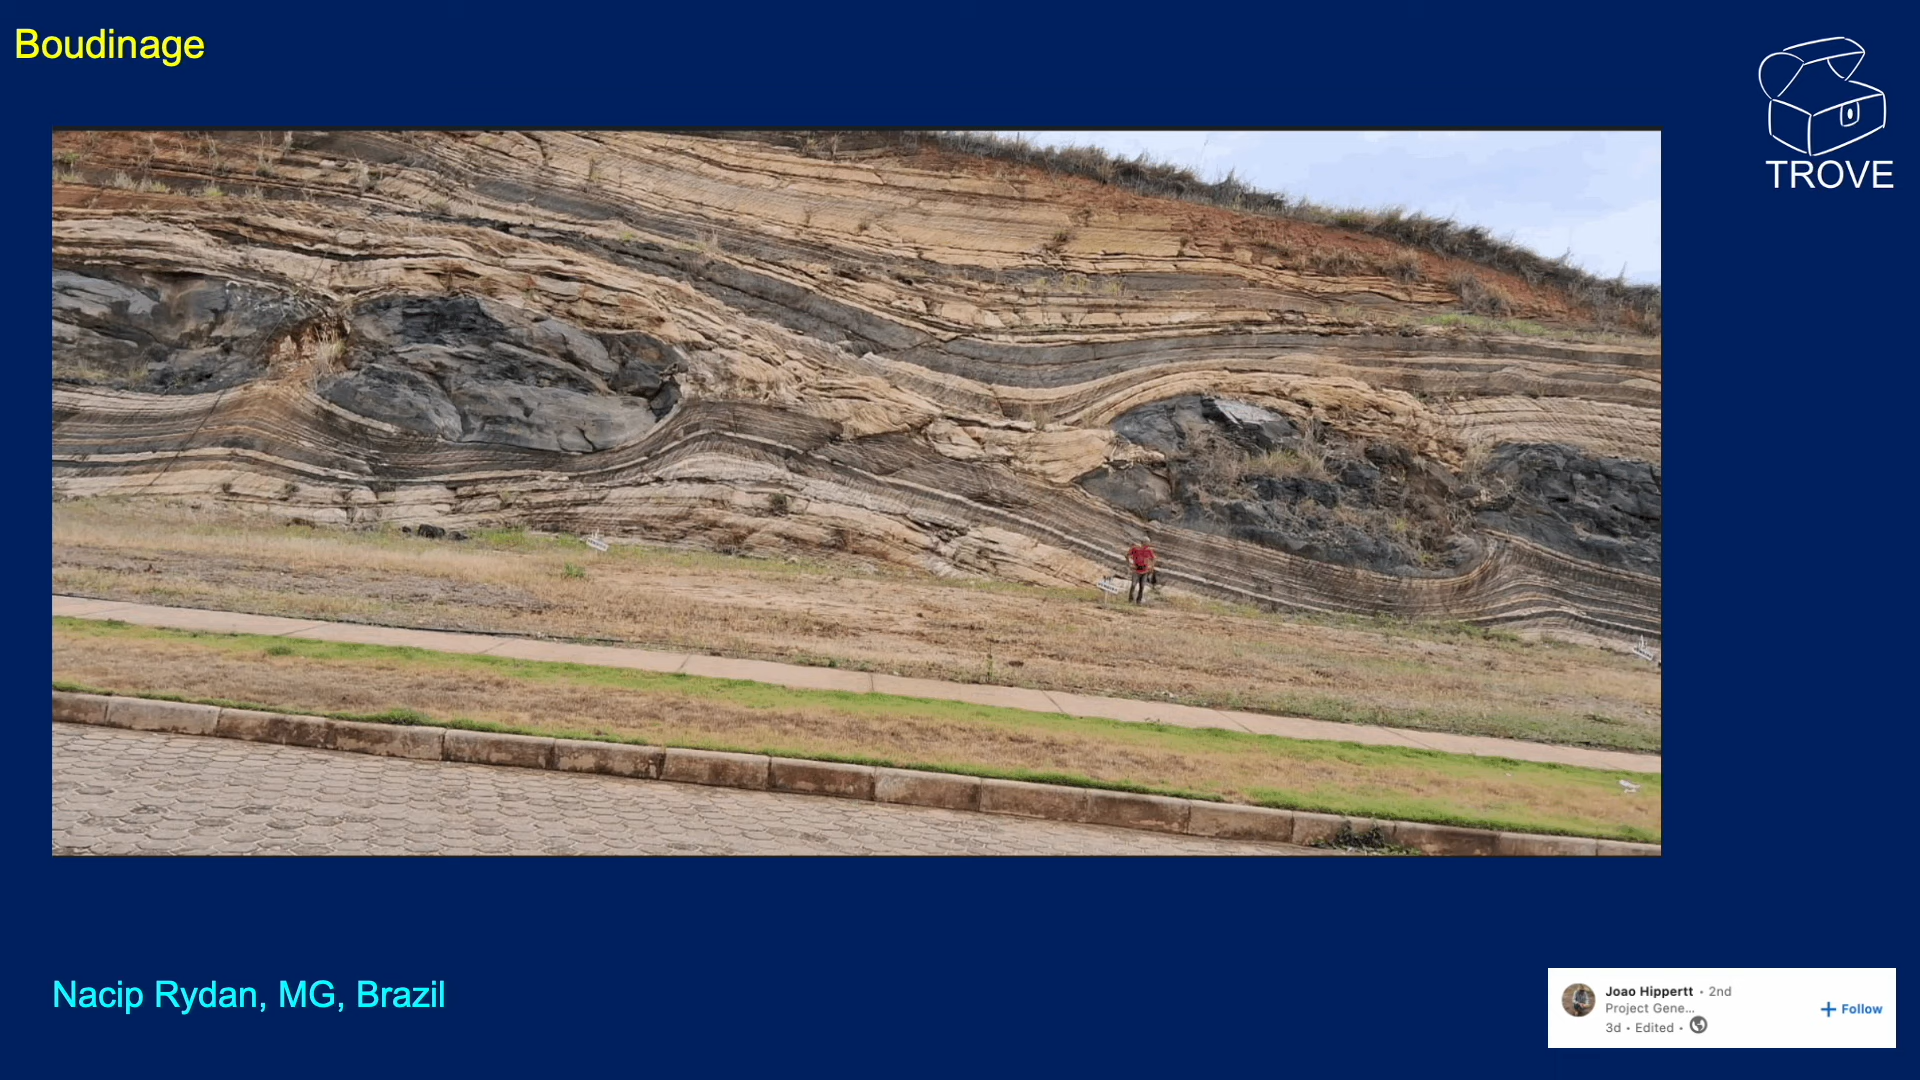 Boudinage
TROVE
Nacip Rydan, MG, Brazil
Joao Hippertt • 2nd
Project Gene...
3d • Edited •
+ Follow